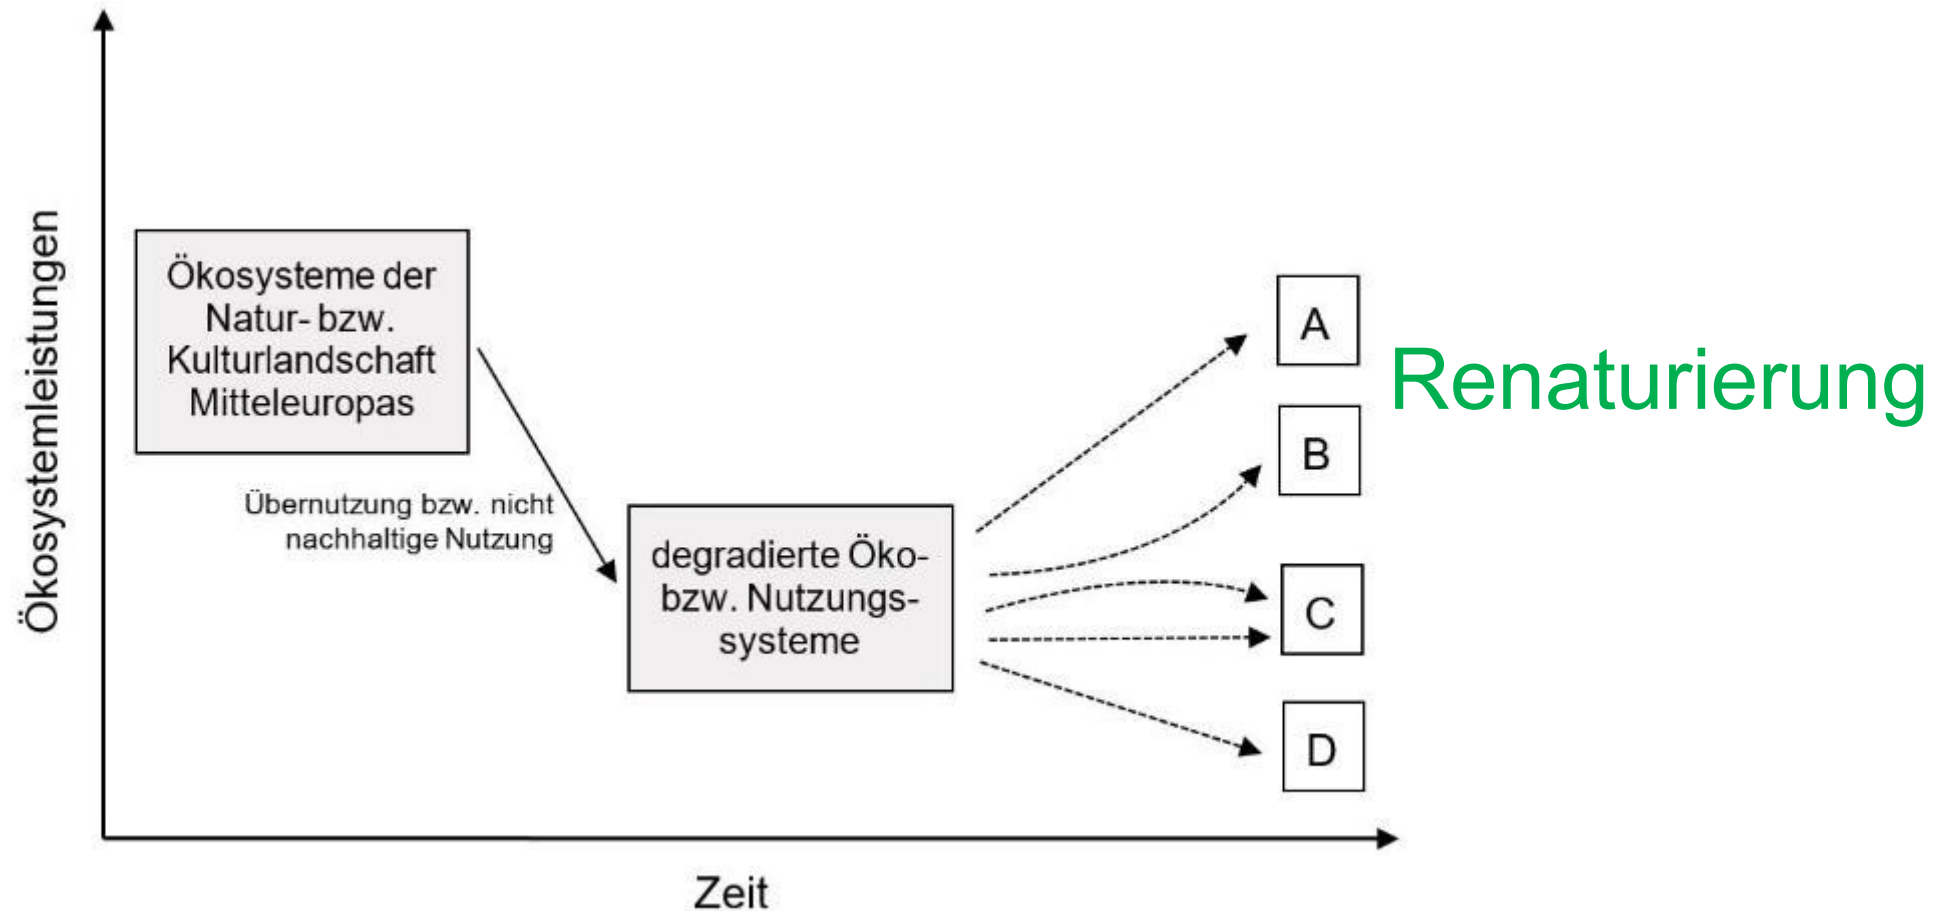 Ökosystemleistungen
Ökosysteme der
Natur- bzw.
Kulturlandschaft
Mitteleuropas
Übernutzung bzw. nicht
nachhaltige Nutzung
degradierte Öko-
bzw. Nutzungs-
systeme
A
B
C
D
Renaturierung
Zeit